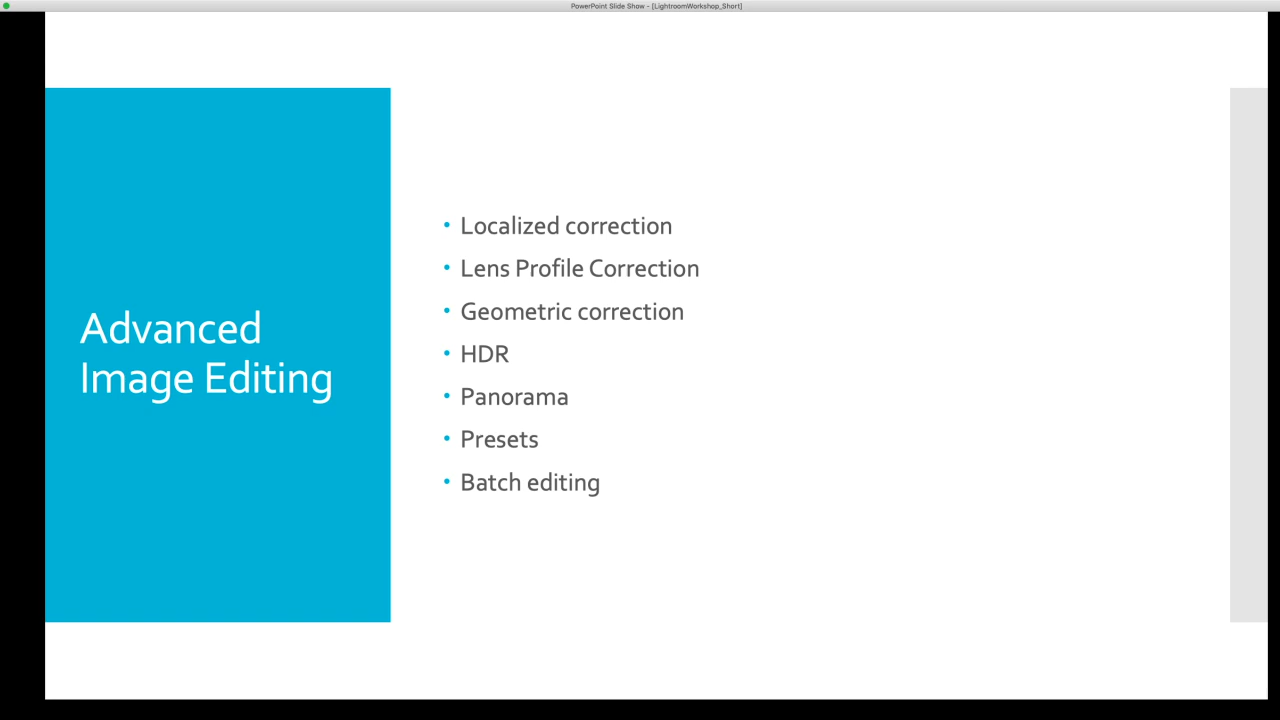 PowerPoint Slide Show - [LightroomWorkshop_Short]
Advanced
Image Editing
• Localized correction
• Lens Profile Correction
• Geometric correction
• HDR
• Panorama
• Presets
• Batch editing